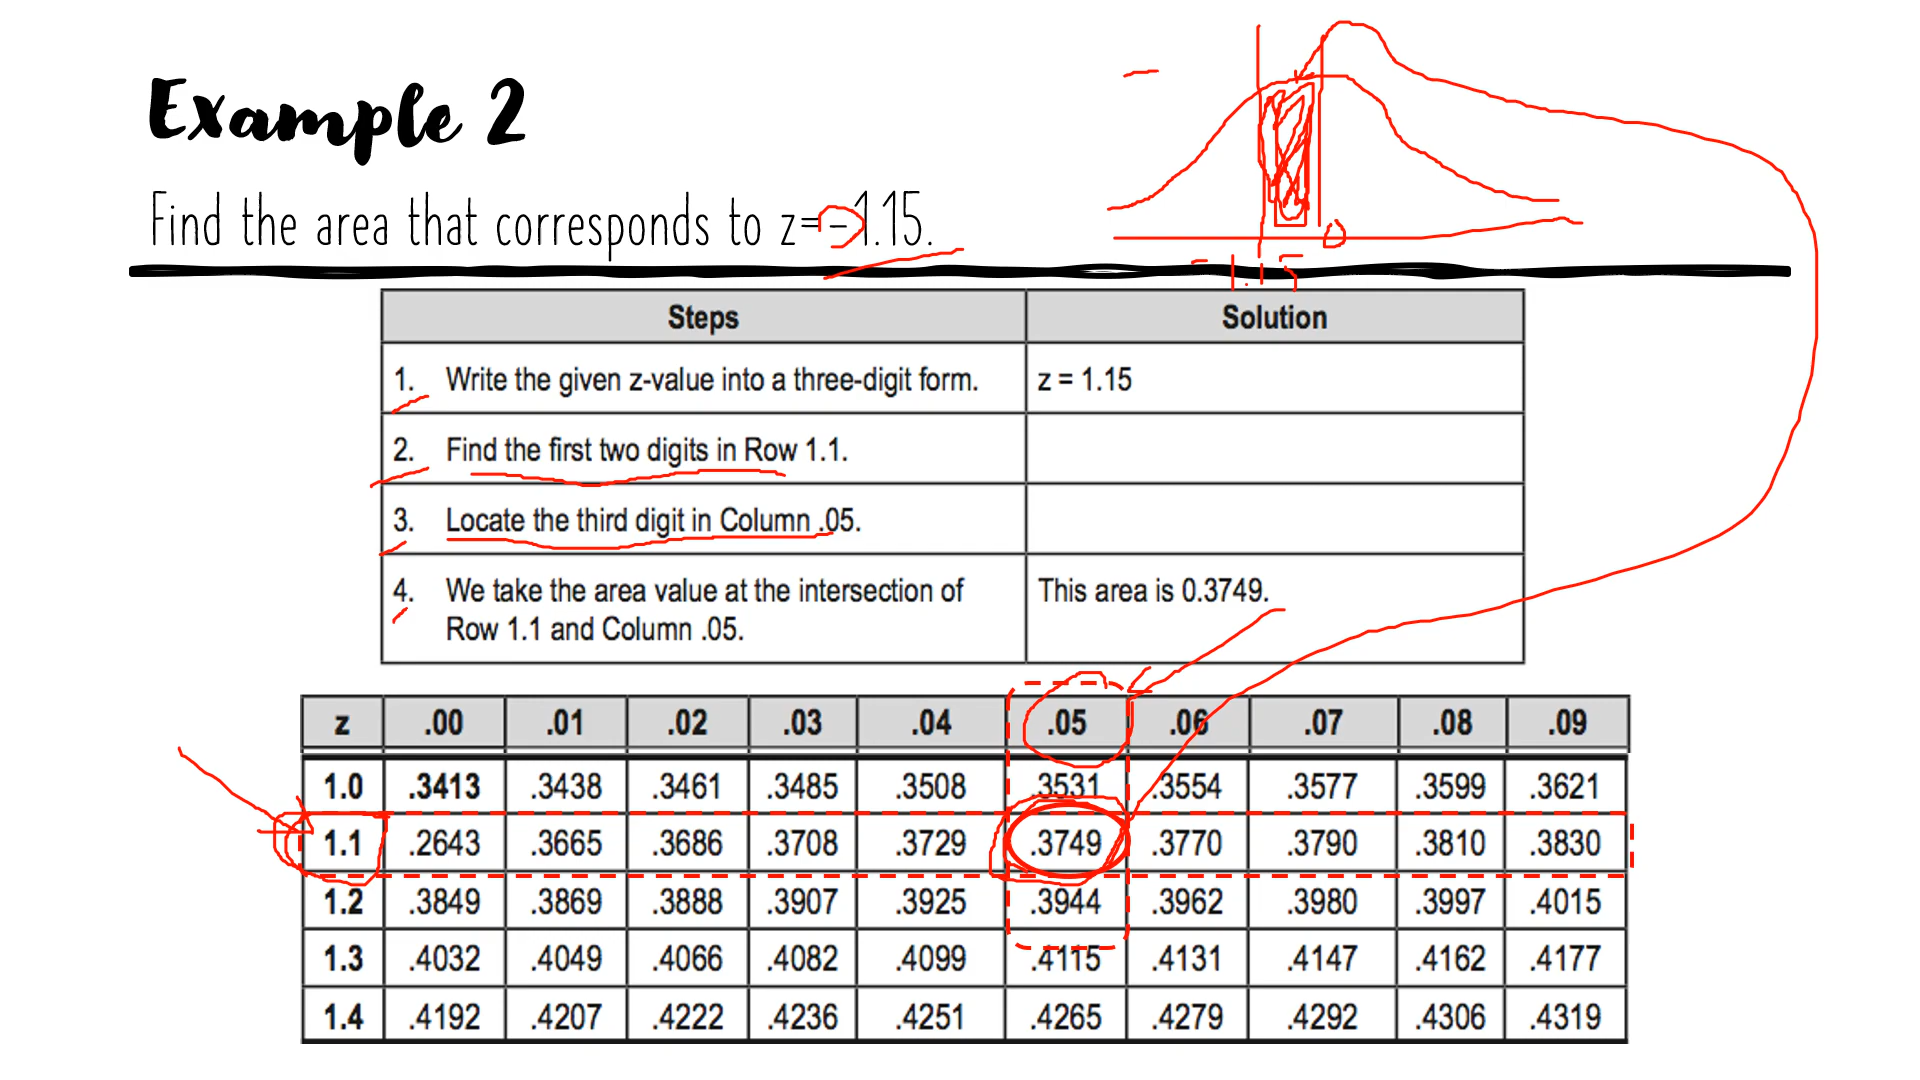 Example 2
Find the area that corresponds to z=-1.15.
Steps Solution
1. Write the given z-value into a three-digit form. z = 1.15
2. Find the first two digits in Row 1.1.
3. Locate the third digit in Column .05.
4. We take the area value at the intersection of This area is 0.3749.
Row 1.1 and Column .05.
z .00 .01 .02 .03 .04 .05 .06 .07 .08 .09
1.0 .3413 .3438 .3461 .3485 .3508 .3531 .3554 .3577 .3599 .3621
1.1 .2643 .3665 .3686 .3708 .3729 .3749 .3770 .3790 .3810 .3830
1.2 .3849 .3869 .3888 .3907 .3925 .3944 .3962 .3980 .3997 .4015
1.3 .4032 .4049 .4066 .4082 .4099 .4115 .4131 .4147 .4162 .4177
1.4 .4192 .4207 .4222 .4236 .4251 .4265 .4279 .4292 .4306 .4319